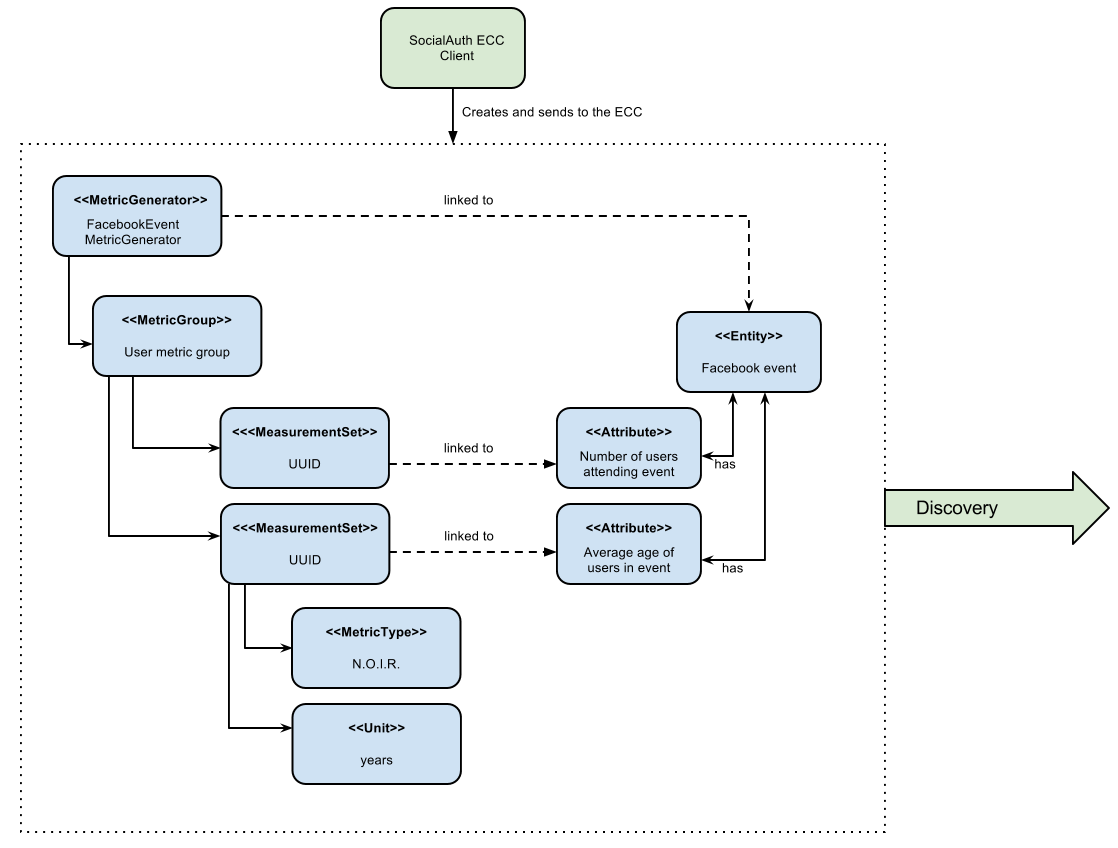 SocialAuth ECC
Client
Creates and sends to the ECC
<<MetricGenerator>>
FacebookEvent
MetricGenerator
linked to
<<MetricGroup>>
User metric group
<<Entity>>
Facebook event
<<<MeasurementSet>>
UUID
linked to
<<Attribute>>
Number of users
attending event
has
<<<MeasurementSet>>
UUID
linked to
<<Attribute>>
Average age of
users in event
has
Discovery
<<MetricType>>
N.O.I.R.
<<Unit>>
years